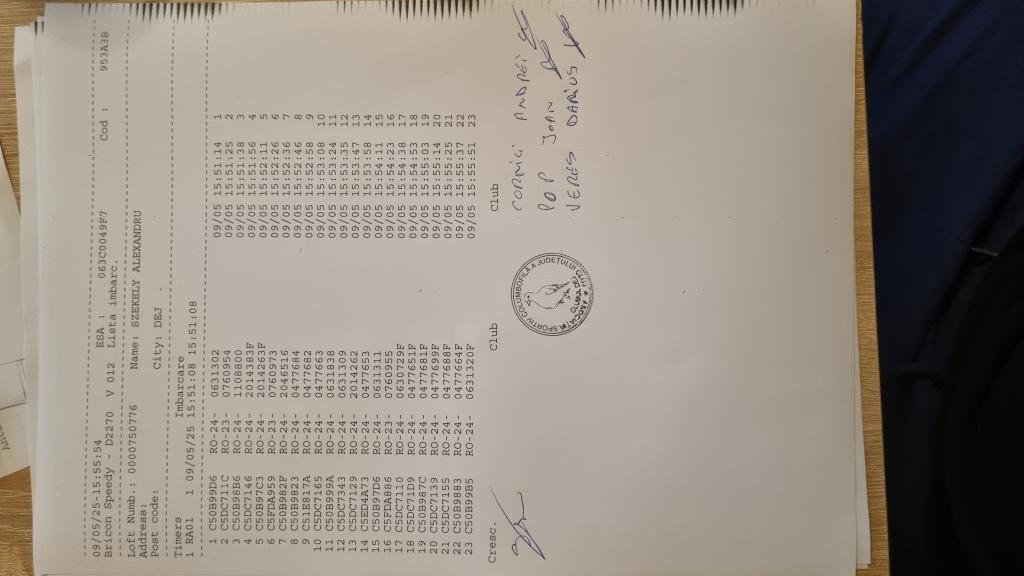 09/05/25-15:55:54
Bricon Speedy - D2270 V 012 ESA : 063C0049F7 Cod : 953A3B
Lista imbarc.
Loft Numb.: 0000750776 Name: SZEKELY ALEXANDRU
Address:
Post code: City: DEJ
Timers Imbarcare
1 RA01 1 09/05/25 15:51:08 15:51:08
1 C50B99D6 RO-24- 0631302 09/05 15:51:14 1
2 C5DC711C RO-23- 0760954 09/05 15:51:25 2
3 C50B98B6 RO-24- 1108800 09/05 15:51:38 3
4 C5DC7146 RO-24- 2014383F 09/05 15:51:56 4
5 C50B97C3 RO-24- 2014263F 09/05 15:52:11 5
6 C5FDA959 RO-23- 0760973 09/05 15:52:26 6
7 C50B982F RO-24- 2046516 09/05 15:52:36 7
8 C50B9823 RO-24- 0477684 09/05 15:52:46 8
9 C51E817A RO-24- 0477682 09/05 15:52:58 9
10 C5DC7165 RO-24- 0477663 09/05 15:53:08 10
11 C50B999A RO-24- 0631838 09/05 15:53:24 11
12 C5DC7343 RO-24- 0631309 09/05 15:53:35 12
13 C5DC7129 RO-24- 2014262 09/05 15:53:47 13
14 C5ED4A73 RO-24- 0477653 09/05 15:53:58 14
15 C50B97D6 RO-24- 0631311 09/05 15:54:11 15
16 C5FDA886 RO-23- 0760955 09/05 15:54:23 16
17 C5DC7110 RO-24- 0630729F 09/05 15:54:38 17
18 C5DC71D9 RO-24- 0477651F 09/05 15:54:53 18
19 C50B987C RO-24- 0477681F 09/05 15:55:03 19
20 C5DC7139 RO-24- 0477699F 09/05 15:55:14 20
21 C5DC7155 RO-24- 0477688F 09/05 15:55:25 21
22 C50B9883 RO-24- 0477664F 09/05 15:55:37 22
23 C50B99B5 RO-24- 0631320F 09/05 15:55:51 23
Cresc. Club Club
CORMICI ANDREI
POP IOAN
VERES DARIUS
SPORTIV COLUMBOFILĂ A JUDEȚULUI CLUJ